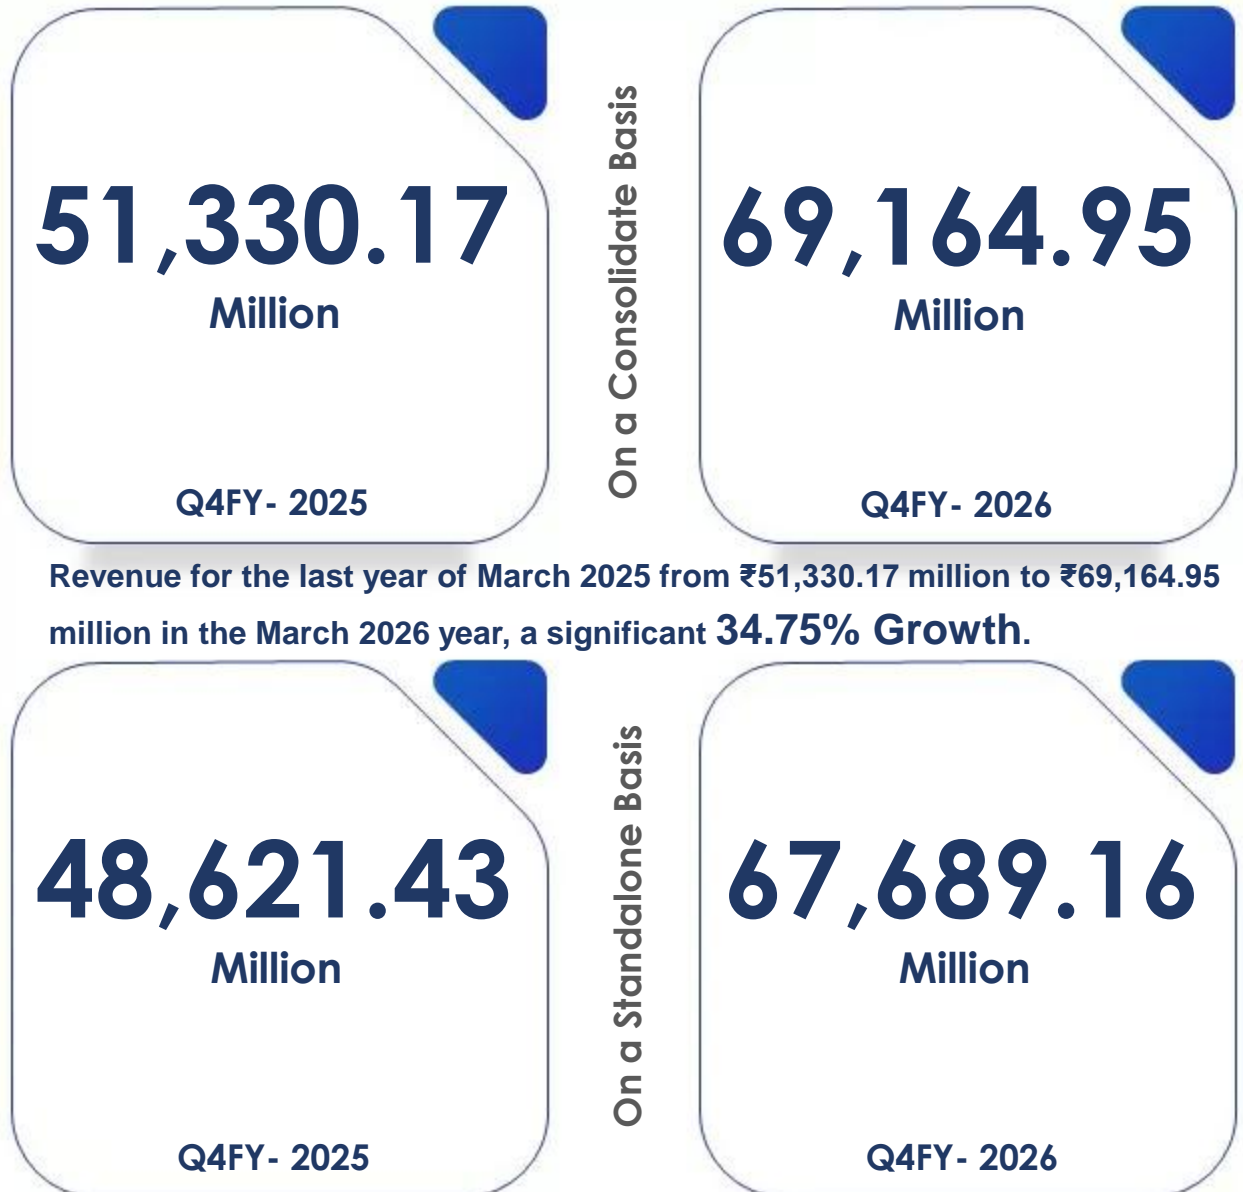 51,330.17
Million
Q4FY- 2025
On a Consolidate Basis
69,164.95
Million
Q4FY- 2026
Revenue for the last year of March 2025 from ₹51,330.17 million to ₹69,164.95
million in the March 2026 year, a significant 34.75% Growth.
48,621.43
Million
Q4FY- 2025
On a Standalone Basis
67,689.16
Million
Q4FY- 2026